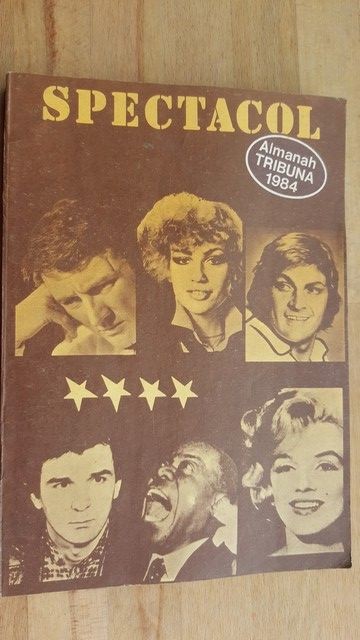 SPECTACOL
Almanah
TRIBUNA
1984